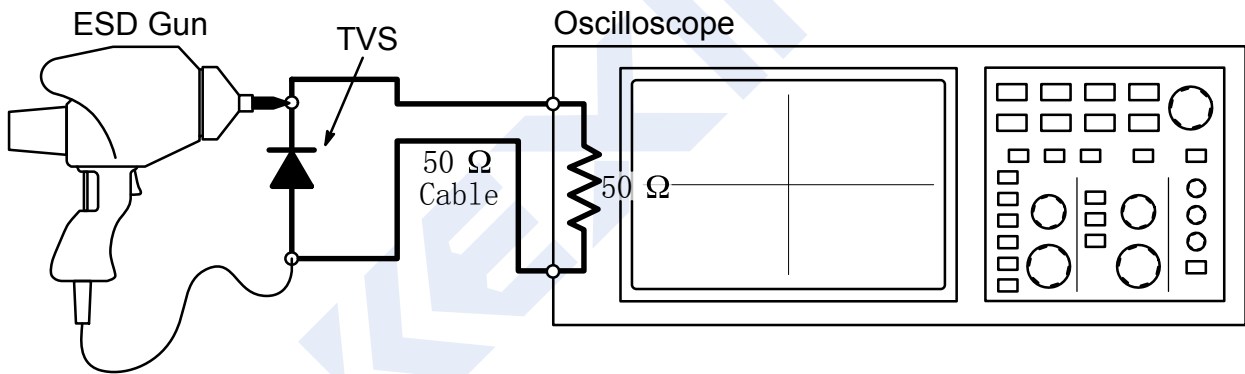 ESD Gun
TVS
Oscilloscope
50 Ω
Cable
50 Ω